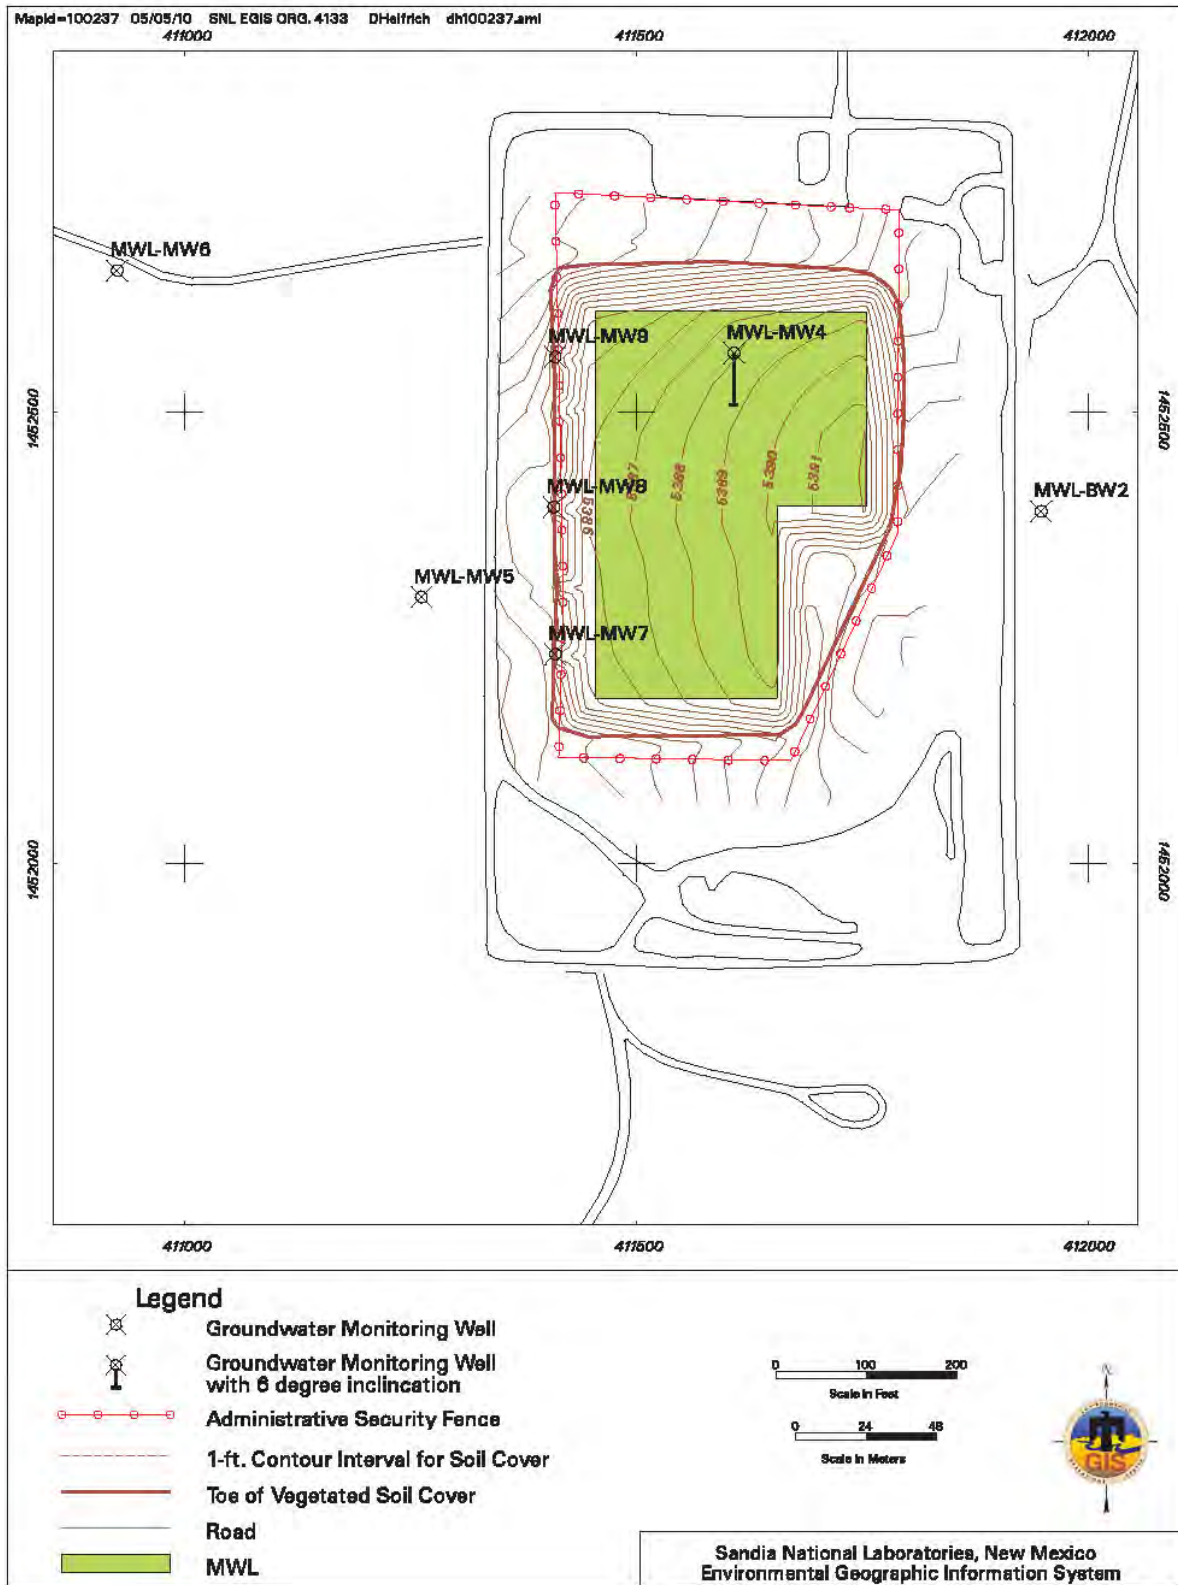 MapId=100237 05/05/10 SNL EGIS ORG. 4133 DHelfrich dh100237.aml
411000 411500 412000
MWL-MW6
MWL-MW9
MWL-MW4
1452500 1452500
5386 5387 5388 5389 5390 5391
MWL-MW8
MWL-BW2
MWL-MW5
MWL-MW7
1452000 1452000
411000 411500 412000
Legend
Groundwater Monitoring Well
Groundwater Monitoring Well
with 6 degree inclincation
Administrative Security Fence
1-ft. Contour Interval for Soil Cover
Toe of Vegetated Soil Cover
Road
MWL
0 100 200
Scale in Feet
0 24 48
Scale in Meters
N
GIS
Sandia National Laboratories, New Mexico
Environmental Geographic Information System